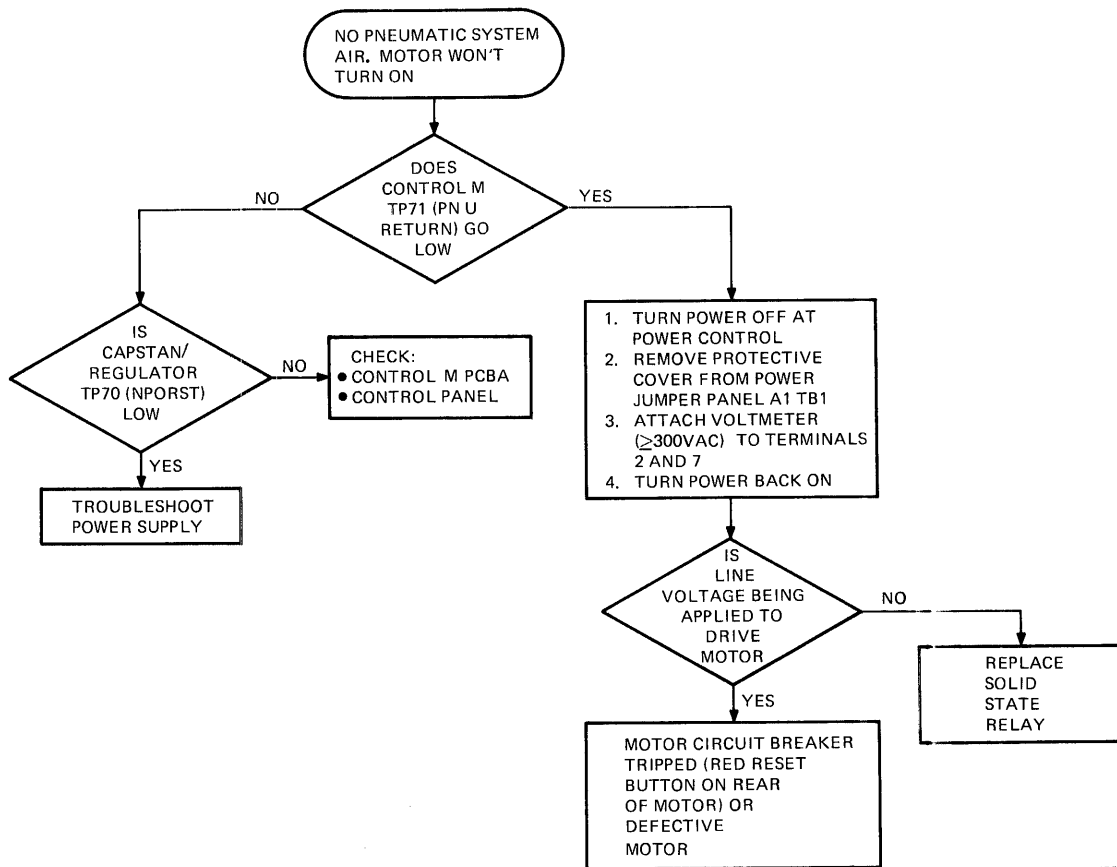 NO PNEUMATIC SYSTEM
AIR. MOTOR WON'T
TURN ON
DOES
CONTROL M
TP71 (PN U
RETURN) GO
LOW
NO
YES
IS
CAPSTAN/
REGULATOR
TP70 (NPORST)
LOW
NO
CHECK:
● CONTROL M PCBA
● CONTROL PANEL
YES
TROUBLESHOOT
POWER SUPPLY
1. TURN POWER OFF AT
POWER CONTROL
2. REMOVE PROTECTIVE
COVER FROM POWER
JUMPER PANEL A1 TB1
3. ATTACH VOLTMETER
(≥300VAC) TO TERMINALS
2 AND 7
4. TURN POWER BACK ON
IS
LINE
VOLTAGE BEING
APPLIED TO
DRIVE
MOTOR
NO
REPLACE
SOLID
STATE
RELAY
YES
MOTOR CIRCUIT BREAKER
TRIPPED (RED RESET
BUTTON ON REAR
OF MOTOR) OR
DEFECTIVE
MOTOR